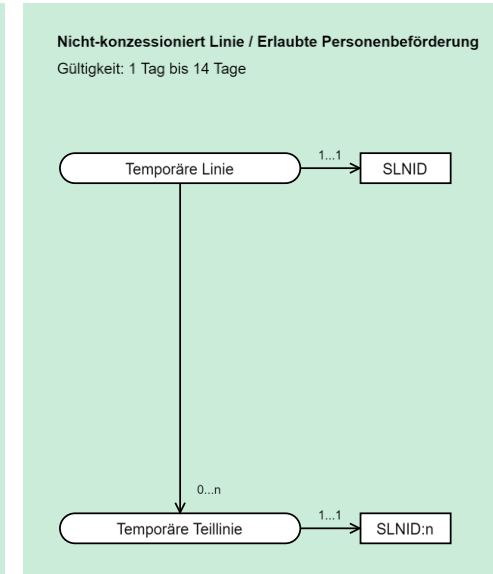 Nicht-konzessioniert Linie / Erlaubte Personenbeförderung
Gültigkeit: 1 Tag bis 14 Tage
Temporäre Linie
1...1
SLNID
0...n
Temporäre Teillinie
1...1
SLNID:n